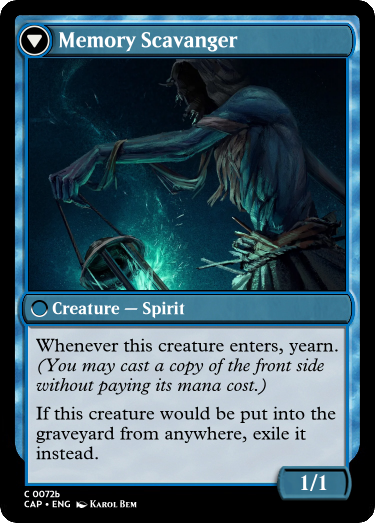 Memory Scavanger
Creature — Spirit
Whenever this creature enters, yearn.
(You may cast a copy of the front side
without paying its mana cost.)
If this creature would be put into the
graveyard from anywhere, exile it
instead.
1/1
C 0072b
CAP • ENG Karol Bem